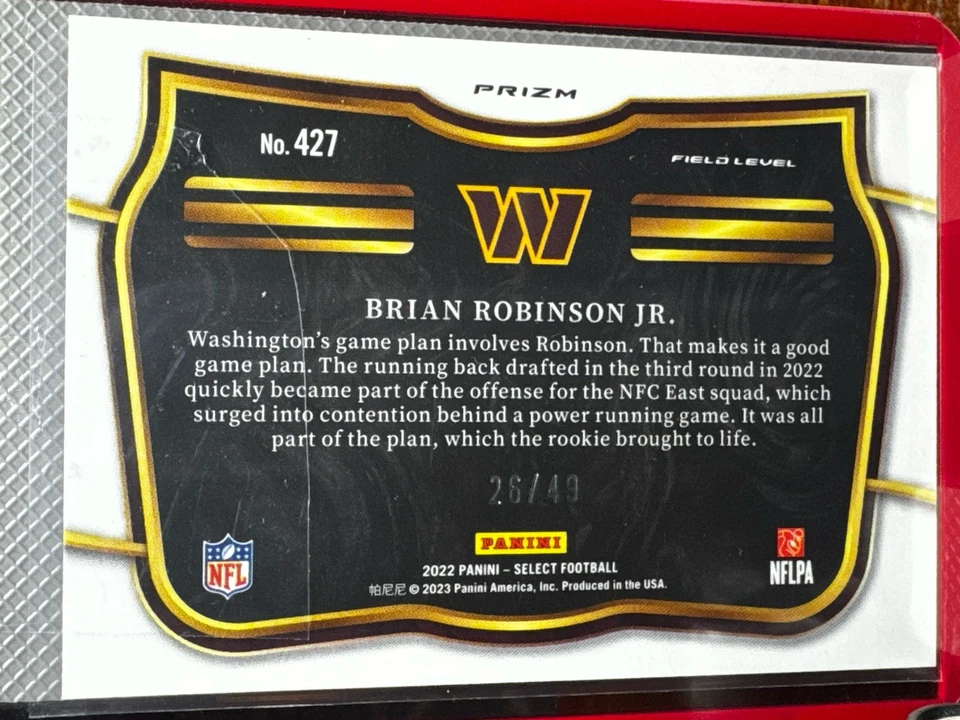 PRIZM
No. 427
FIELD LEVEL
W
BRIAN ROBINSON JR.
Washington's game plan involves Robinson. That makes it a good
game plan. The running back drafted in the third round in 2022
quickly became part of the offense for the NFC East squad, which
surged into contention behind a power running game. It was all
part of the plan, which the rookie brought to life.
26/49
PANINI
NFL
NFLPA
2022 PANINI – SELECT FOOTBALL
帕尼尼 © 2023 Panini America, Inc. Produced in the USA.